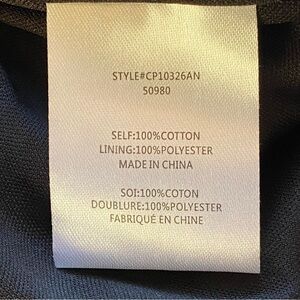 STYLE#CP10326AN
50980
SELF:100%COTTON
LINING:100%POLYESTER
MADE IN CHINA
SOI:100%COTON
DOUBLURE:100%POLYESTER
FABRIQUÉ EN CHINE